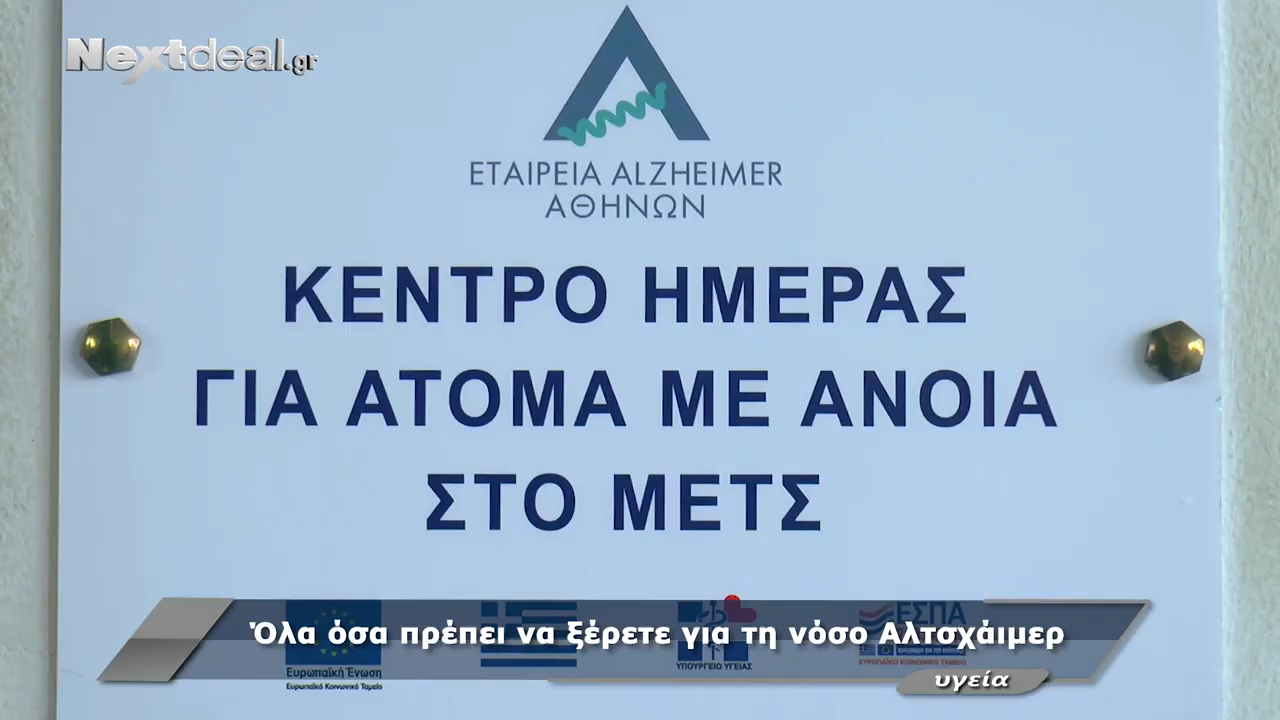 Nextdeal.gr
ΕΤΑΙΡΕΙΑ ALZHEIMER
ΑΘΗΝΩΝ
ΚΕΝΤΡΟ ΗΜΕΡΑΣ
ΓΙΑ ΑΤΟΜΑ ΜΕ ΑΝΟΙΑ
ΣΤΟ ΜΕΤΣ
ΕΣΠΑ
Όλα όσα πρέπει να ξέρετε για τη νόσο Αλτσχάιμερ
ΥΠΟΥΡΓΕΙΟ ΥΓΕΙΑΣ
ΕΥΡΩΠΑΪΚΟ ΚΟΙΝΩΝΙΚΟ ΤΑΜΕΙΟ
Ευρωπαϊκή Ένωση
Ευρωπαϊκό Κοινωνικό Ταμείο
υγεία